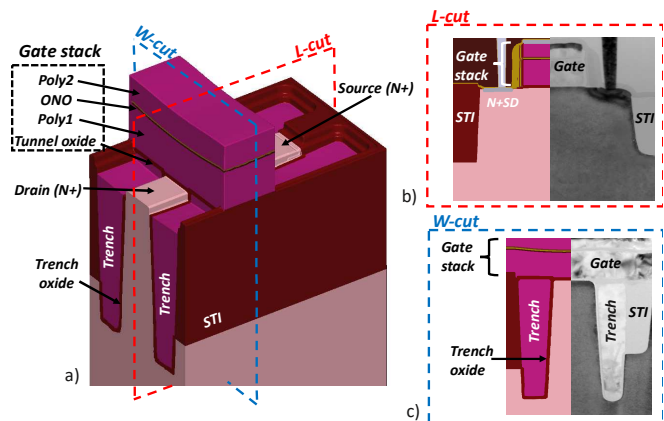 Gate stack
Poly2
ONO
Poly1
Tunnel oxide
Drain (N+)
W-cut
L-cut
Source (N+)
Trench
Trench
Trench
oxide
STI
a)
L-cut
Gate
stack
Gate
N+SD
STI
STI
b)
W-cut
Gate
stack
Gate
Trench
Trench
STI
Trench
oxide
c)